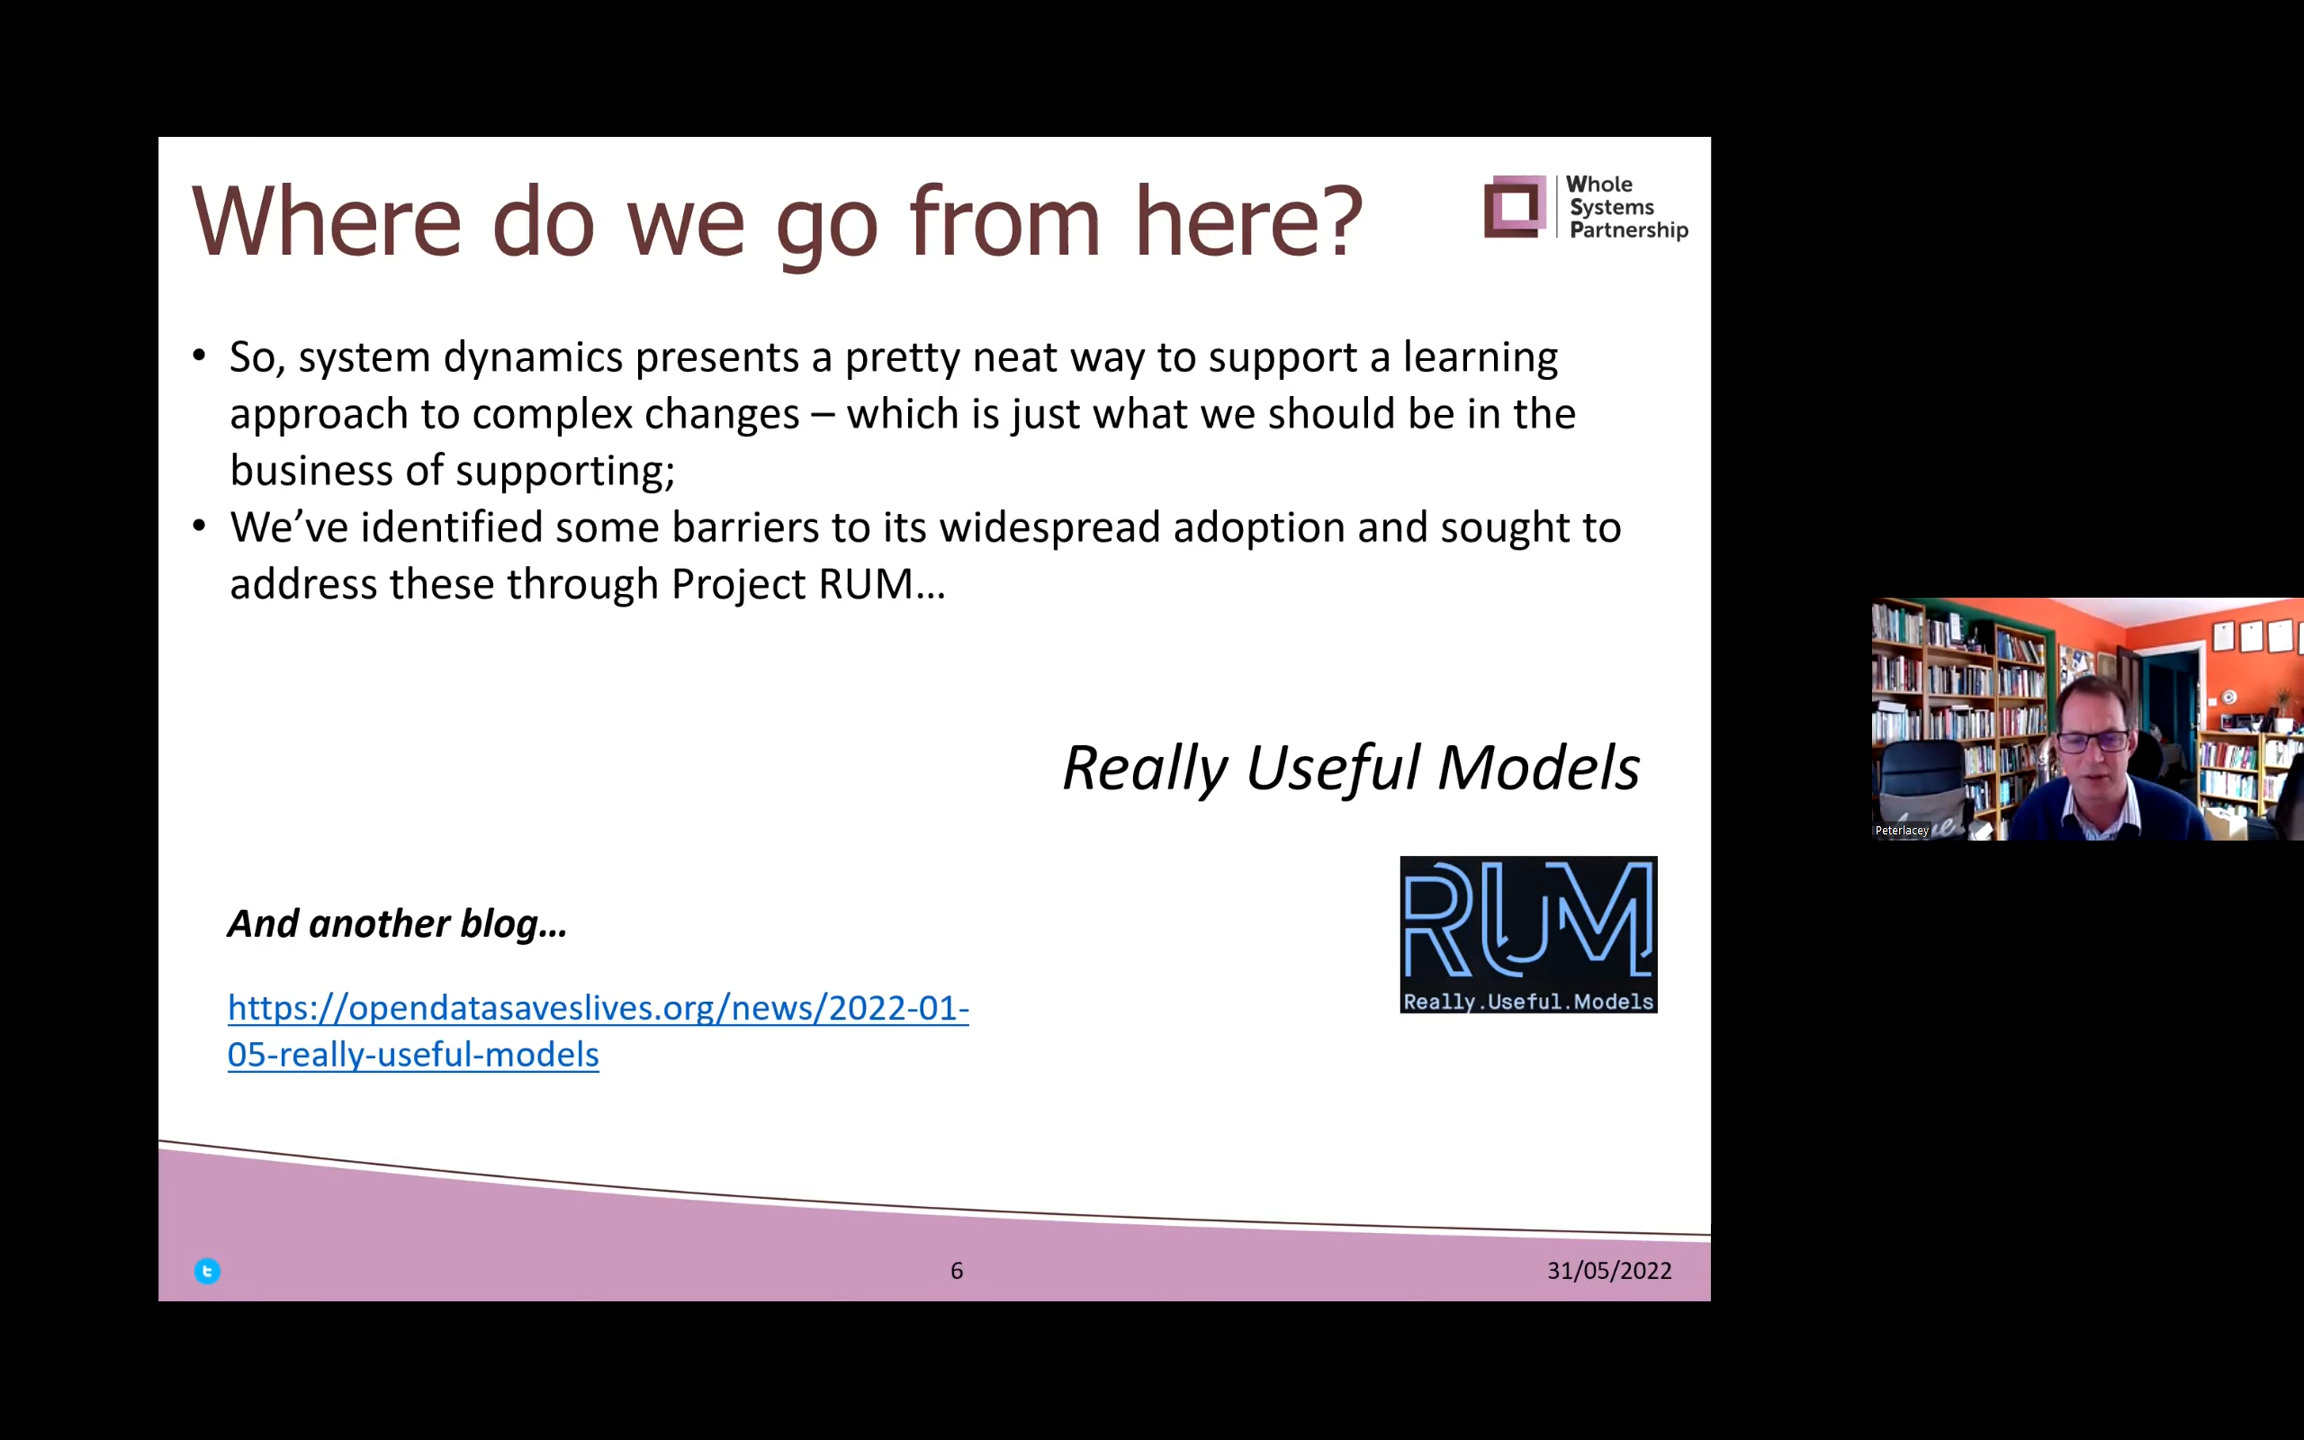 Where do we go from here?
Whole
Systems
Partnership
• So, system dynamics presents a pretty neat way to support a learning
approach to complex changes – which is just what we should be in the
business of supporting;
• We’ve identified some barriers to its widespread adoption and sought to
address these through Project RUM…
Really Useful Models
RUM
Really.Useful.Models
And another blog…
https://opendatasaveslives.org/news/2022-01-
05-really-useful-models
6
31/05/2022
Peterlacey